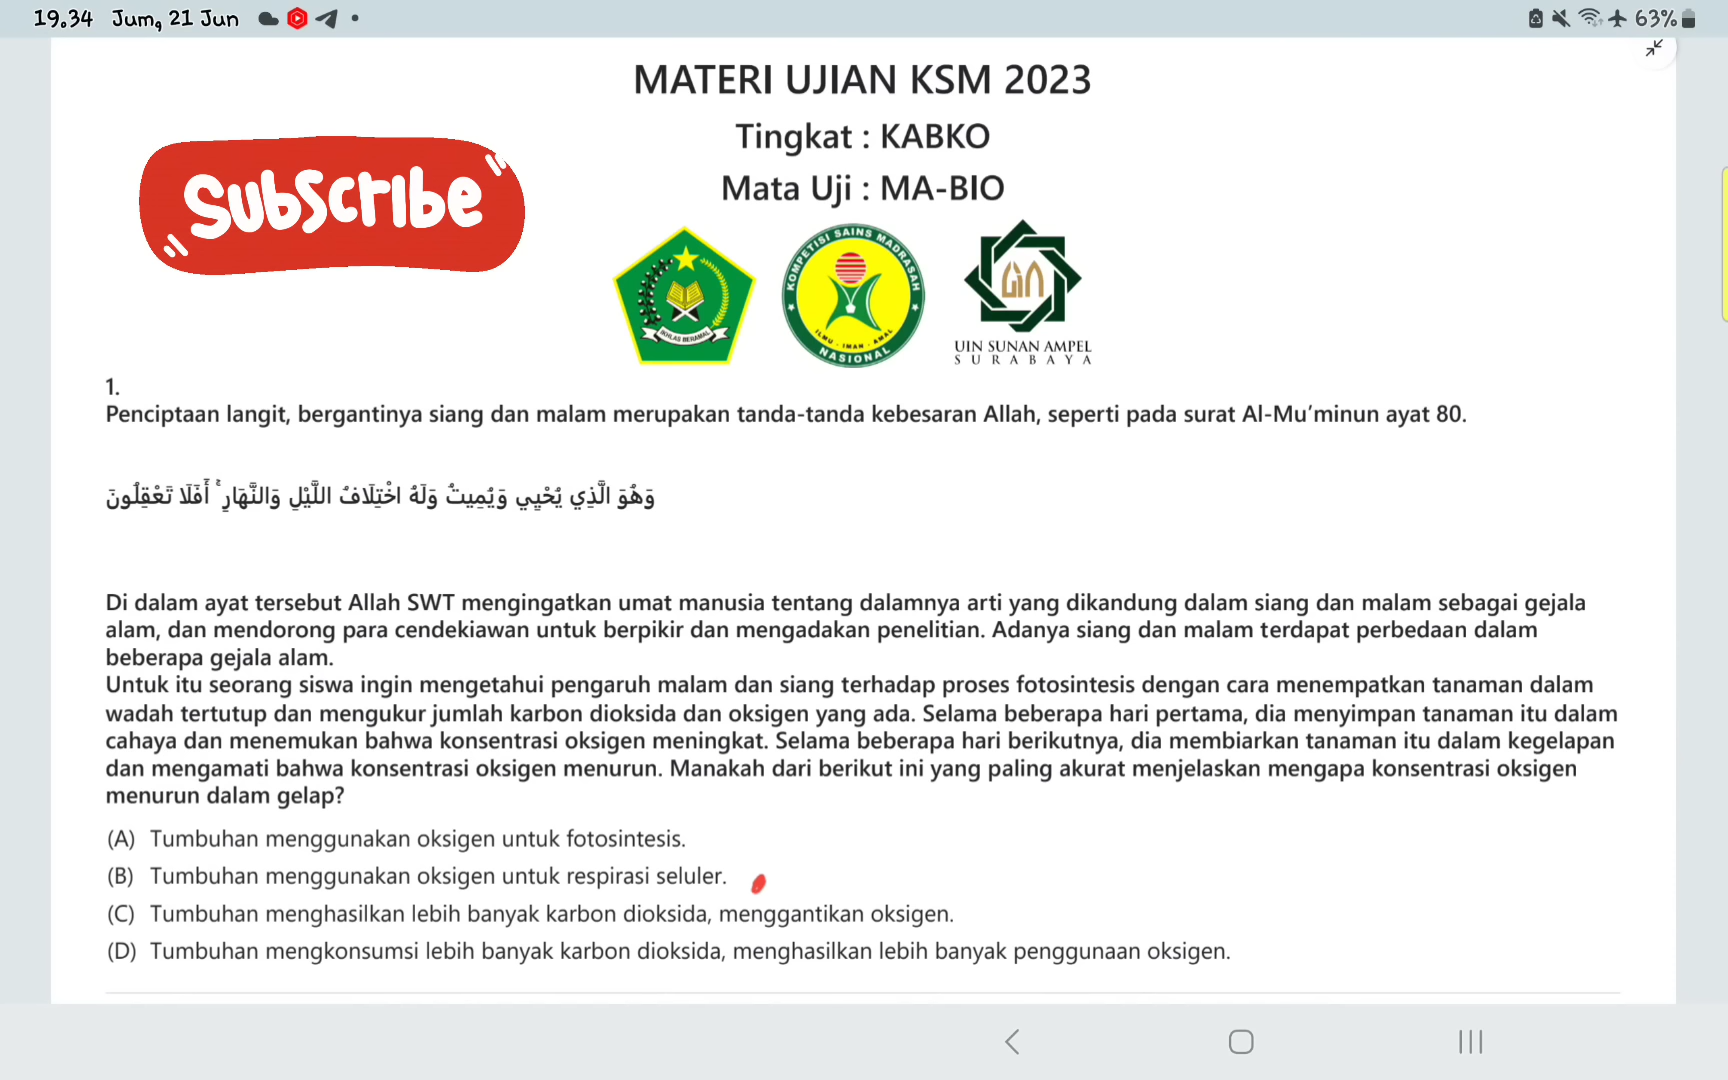 19.34 Jum, 21 Jun
63%
MATERI UJIAN KSM 2023
Tingkat : KABKO
Mata Uji : MA-BIO
Subscribe
IKHLAS BERAMAL
KOMPETISI SAINS MADRASAH
ILMU - IMAN - AMAL
NASIONAL
UIN SUNAN AMPEL
SURABAYA
1.
Penciptaan langit, bergantinya siang dan malam merupakan tanda-tanda kebesaran Allah, seperti pada surat Al-Mu’minun ayat 80.
وَهُوَ الَّذِي يُحْيِي وَيُمِيتُ وَلَهُ اخْتِلَافُ اللَّيْلِ وَالنَّهَارِ ۚ أَفَلَا تَعْقِلُونَ
Di dalam ayat tersebut Allah SWT mengingatkan umat manusia tentang dalamnya arti yang dikandung dalam siang dan malam sebagai gejala
alam, dan mendorong para cendekiawan untuk berpikir dan mengadakan penelitian. Adanya siang dan malam terdapat perbedaan dalam
beberapa gejala alam.
Untuk itu seorang siswa ingin mengetahui pengaruh malam dan siang terhadap proses fotosintesis dengan cara menempatkan tanaman dalam
wadah tertutup dan mengukur jumlah karbon dioksida dan oksigen yang ada. Selama beberapa hari pertama, dia menyimpan tanaman itu dalam
cahaya dan menemukan bahwa konsentrasi oksigen meningkat. Selama beberapa hari berikutnya, dia membiarkan tanaman itu dalam kegelapan
dan mengamati bahwa konsentrasi oksigen menurun. Manakah dari berikut ini yang paling akurat menjelaskan mengapa konsentrasi oksigen
menurun dalam gelap?
(A) Tumbuhan menggunakan oksigen untuk fotosintesis.
(B) Tumbuhan menggunakan oksigen untuk respirasi seluler.
(C) Tumbuhan menghasilkan lebih banyak karbon dioksida, menggantikan oksigen.
(D) Tumbuhan mengkonsumsi lebih banyak karbon dioksida, menghasilkan lebih banyak penggunaan oksigen.